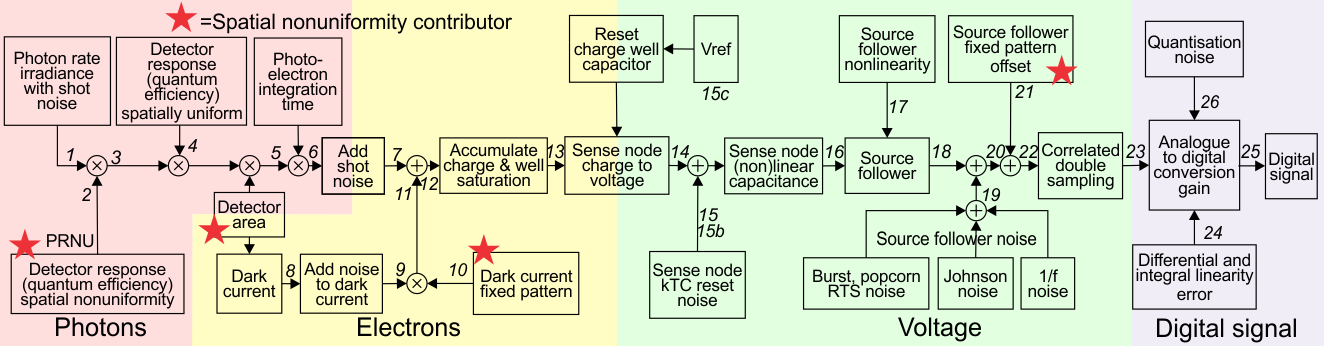 =Spatial nonuniformity contributor
Photon rate
irradiance
with shot
noise
Detector
response
(quantum
efficiency)
spatially uniform
Photo-
electron
integration
time
Reset
charge well
capacitor
Vref
15c
Source
follower
nonlinearity
Source follower
fixed pattern
offset
Quantisation
noise
17
21
26
1
3
4
5
6
Add
shot
noise
7
12
Accumulate
charge & well
saturation
13
Sense node
charge to
voltage
14
Sense node
(non)linear
capacitance
16
Source
follower
18
20
22
Correlated
double
sampling
23
Analogue
to digital
conversion
gain
25
Digital
signal
2
11
Detector
area
15
15b
19
24
PRNU
Detector response
(quantum efficiency)
spatial nonuniformity
Dark
current
8
Add noise
to dark
current
9
10
Dark current
fixed pattern
Sense node
kTC reset
noise
Source follower noise
Burst, popcorn
RTS noise
Johnson
noise
1/f
noise
Differential and
integral linearity
error
Photons
Electrons
Voltage
Digital signal